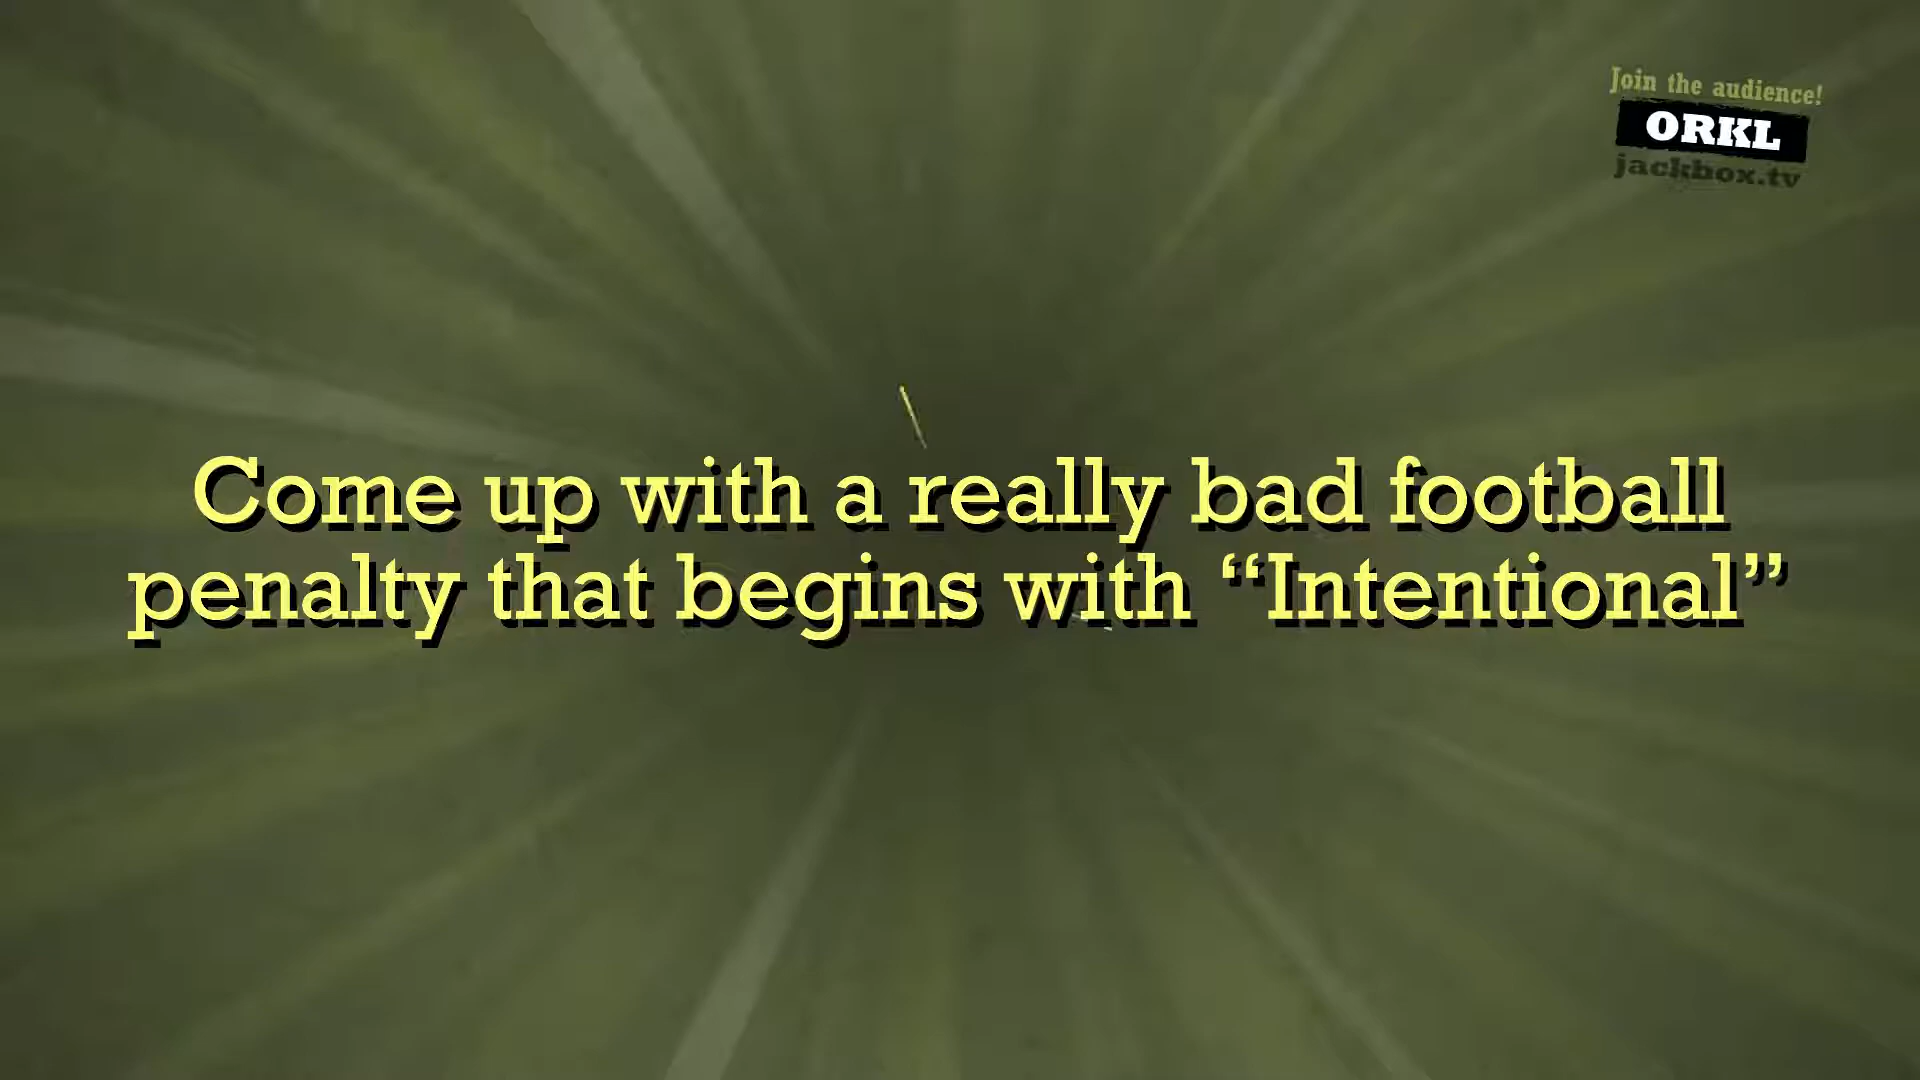 Join the audience!
ORKL
jackbox.tv
Come up with a really bad football
penalty that begins with “Intentional”